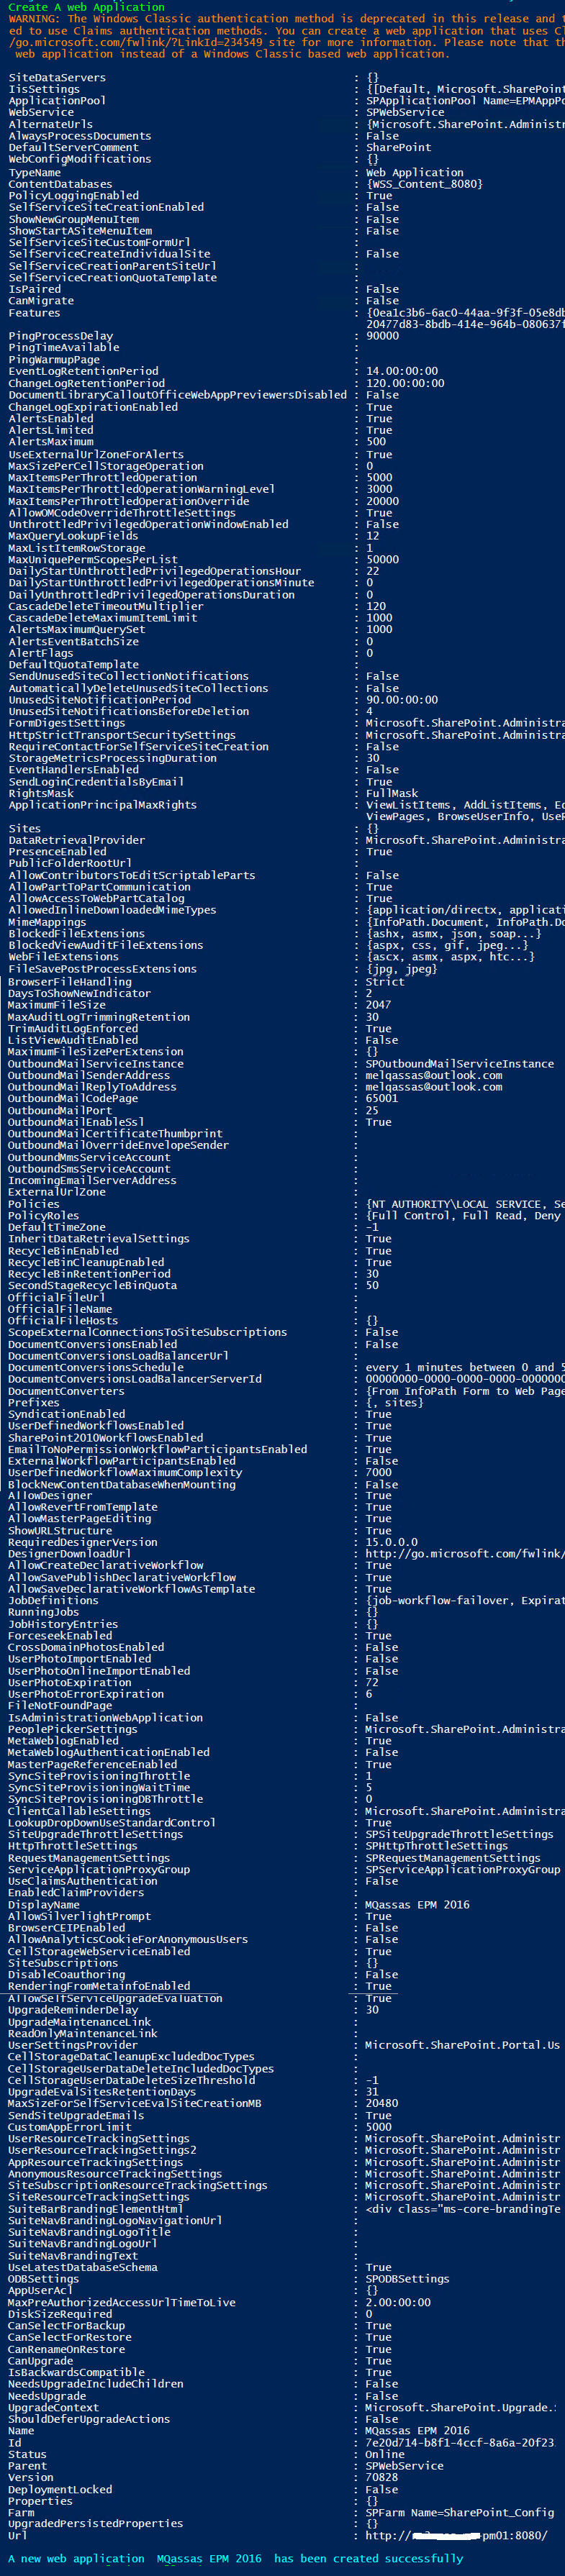 Create A web Application
WARNING: The Windows Classic authentication method is deprecated in this release and t
ed to use Claims authentication methods. You can create a web application that uses Cl
/go.microsoft.com/fwlink/?LinkId=234549 site for more information. Please note that th
web application instead of a Windows Classic based web application.
SiteDataServers : {}
IisSettings : {[Default, Microsoft.SharePoint
ApplicationPool : SPApplicationPool Name=EPMAppPo
WebService : SPWebService
AlternateUrls : {Microsoft.SharePoint.Administr
AlwaysProcessDocuments : False
DefaultServerComment : SharePoint
WebConfigModifications : {}
TypeName : Web Application
ContentDatabases : {WSS_Content_8080}
PolicyLoggingEnabled : True
SelfServiceSiteCreationEnabled : False
ShowNewGroupMenuItem : False
ShowStartASiteMenuItem : False
SelfServiceSiteCustomFormUrl :
SelfServiceCreateIndividualSite : False
SelfServiceCreationParentSiteUrl :
SelfServiceCreationQuotaTemplate :
IsPaired : False
CanMigrate : False
Features : {0ea1c3b6-6ac0-44aa-9f3f-05e8db
20477d83-8bdb-414e-964b-080637f
PingProcessDelay : 90000
PingTimeAvailable :
PingWarmupPage :
EventLogRetentionPeriod : 14.00:00:00
ChangeLogRetentionPeriod : 120.00:00:00
DocumentLibraryCalloutOfficeWebAppPreviewersDisabled : False
ChangeLogExpirationEnabled : True
AlertsEnabled : True
AlertsLimited : True
AlertsMaximum : 500
UseExternalUrlZoneForAlerts : True
MaxSizePerCellStorageOperation : 0
MaxItemsPerThrottledOperation : 5000
MaxItemsPerThrottledOperationWarningLevel : 3000
MaxItemsPerThrottledOperationOverride : 20000
AllowOMCodeOverrideThrottleSettings : True
UnthrottledPrivilegedOperationWindowEnabled : False
MaxQueryLookupFields : 12
MaxListItemRowStorage : 1
MaxUniquePermScopesPerList : 50000
DailyStartUnthrottledPrivilegedOperationsHour : 22
DailyStartUnthrottledPrivilegedOperationsMinute : 0
DailyUnthrottledPrivilegedOperationsDuration : 0
CascadeDeleteTimeoutMultiplier : 120
CascadeDeleteMaximumItemLimit : 1000
AlertsMaximumQuerySet : 1000
AlertsEventBatchSize : 0
AlertFlags : 0
DefaultQuotaTemplate :
SendUnusedSiteCollectionNotifications : False
AutomaticallyDeleteUnusedSiteCollections : False
UnusedSiteNotificationPeriod : 90.00:00:00
UnusedSiteNotificationsBeforeDeletion : 4
FormDigestSettings : Microsoft.SharePoint.Administra
HttpStrictTransportSecuritySettings : Microsoft.SharePoint.Administra
RequireContactForSelfServiceSiteCreation : False
StorageMetricsProcessingDuration : 30
EventHandlersEnabled : False
SendLoginCredentialsByEmail : True
RightsMask : FullMask
ApplicationPrincipalMaxRights : ViewListItems, AddListItems, Ed
ViewPages, BrowseUserInfo, UseR
Sites : {}
DataRetrievalProvider : Microsoft.SharePoint.Administra
PresenceEnabled : True
PublicFolderRootUrl :
AllowContributorsToEditScriptableParts : False
AllowPartToPartCommunication : True
AllowAccessToWebPartCatalog : True
AllowedInlineDownloadedMimeTypes : {application/directx, applicati
MimeMappings : {InfoPath.Document, InfoPath.Do
BlockedFileExtensions : {ashx, asmx, json, soap...}
BlockedViewAuditFileExtensions : {aspx, css, gif, jpeg...}
WebFileExtensions : {ascx, asmx, aspx, htc...}
FileSavePostProcessExtensions : {jpg, jpeg}
BrowserFileHandling : Strict
DaysToShowNewIndicator : 2
MaximumFileSize : 2047
MaxAuditLogTrimmingRetention : 30
TrimAuditLogEnforced : True
ListViewAuditEnabled : False
MaximumFileSizePerExtension : {}
OutboundMailServiceInstance : SPOutboundMailServiceInstance
OutboundMailSenderAddress : melqassas@outlook.com
OutboundMailReplyToAddress : melqassas@outlook.com
OutboundMailCodePage : 65001
OutboundMailPort : 25
OutboundMailEnableSsl : True
OutboundMailCertificateThumbprint :
OutboundMailOverrideEnvelopeSender :
OutboundMmsServiceAccount :
OutboundSmsServiceAccount :
IncomingEmailServerAddress :
ExternalUrlZone :
Policies : {NT AUTHORITY\LOCAL SERVICE, Se
PolicyRoles : {Full Control, Full Read, Deny
DefaultTimeZone : -1
InheritDataRetrievalSettings : True
RecycleBinEnabled : True
RecycleBinCleanupEnabled : True
RecycleBinRetentionPeriod : 30
SecondStageRecycleBinQuota : 50
OfficialFileUrl :
OfficialFileName :
OfficialFileHosts : {}
ScopeExternalConnectionsToSiteSubscriptions : False
DocumentConversionsEnabled : False
DocumentConversionsLoadBalancerUrl :
DocumentConversionsSchedule : every 1 minutes between 0 and 5
DocumentConversionsLoadBalancerServerId : 00000000-0000-0000-0000-0000000
DocumentConverters : {From InfoPath Form to Web Page
Prefixes : {, sites}
SyndicationEnabled : True
UserDefinedWorkflowsEnabled : True
SharePoint2010WorkflowsEnabled : True
EmailToNoPermissionWorkflowParticipantsEnabled : True
ExternalWorkflowParticipantsEnabled : False
UserDefinedWorkflowMaximumComplexity : 7000
BlockNewContentDatabaseWhenMounting : False
AllowDesigner : True
AllowRevertFromTemplate : True
AllowMasterPageEditing : True
ShowURLStructure : True
RequiredDesignerVersion : 15.0.0.0
DesignerDownloadUrl : http://go.microsoft.com/fwlink/
AllowCreateDeclarativeWorkflow : True
AllowSavePublishDeclarativeWorkflow : True
AllowSaveDeclarativeWorkflowAsTemplate : True
JobDefinitions : {job-workflow-failover, Expirat
RunningJobs : {}
JobHistoryEntries : {}
ForceseekEnabled : True
CrossDomainPhotosEnabled : False
UserPhotoImportEnabled : False
UserPhotoOnlineImportEnabled : False
UserPhotoExpiration : 72
UserPhotoErrorExpiration : 6
FileNotFoundPage :
IsAdministrationWebApplication : False
PeoplePickerSettings : Microsoft.SharePoint.Administra
MetaWeblogEnabled : True
MetaWeblogAuthenticationEnabled : False
MasterPageReferenceEnabled : True
SyncSiteProvisioningThrottle : 1
SyncSiteProvisioningWaitTime : 5
SyncSiteProvisioningDBThrottle : 0
ClientCallableSettings : Microsoft.SharePoint.Administra
LookupDropDownUseStandardControl : True
SiteUpgradeThrottleSettings : SPSiteUpgradeThrottleSettings
HttpThrottleSettings : SPHttpThrottleSettings
RequestManagementSettings : SPRequestManagementSettings
ServiceApplicationProxyGroup : SPServiceApplicationProxyGroup
UseClaimsAuthentication : False
EnabledClaimProviders :
DisplayName : MQassas EPM 2016
AllowSilverlightPrompt : True
BrowserCEIPEnabled : False
AllowAnalyticsCookieForAnonymousUsers : False
CellStorageWebServiceEnabled : True
SiteSubscriptions : {}
DisableCoauthoring : False
RenderingFromMetainfoEnabled : True
AllowSelfServiceUpgradeEvaluation : True
UpgradeReminderDelay : 30
UpgradeMaintenanceLink :
ReadOnlyMaintenanceLink :
UserSettingsProvider : Microsoft.SharePoint.Portal.Us
CellStorageDataCleanupExcludedDocTypes :
CellStorageUserDataDeleteIncludedDocTypes :
CellStorageUserDataDeleteSizeThreshold : -1
UpgradeEvalSitesRetentionDays : 31
MaxSizeForSelfServiceEvalSiteCreationMB : 20480
SendSiteUpgradeEmails : True
CustomAppErrorLimit : 5000
UserResourceTrackingSettings : Microsoft.SharePoint.Administr
UserResourceTrackingSettings2 : Microsoft.SharePoint.Administr
AppResourceTrackingSettings : Microsoft.SharePoint.Administr
AnonymousResourceTrackingSettings : Microsoft.SharePoint.Administr
SiteSubscriptionResourceTrackingSettings : Microsoft.SharePoint.Administr
SiteResourceTrackingSettings : Microsoft.SharePoint.Administr
SuiteBarBrandingElementHtml : <div class="ms-core-brandingTe
SuiteNavBrandingLogoNavigationUrl :
SuiteNavBrandingLogoTitle :
SuiteNavBrandingLogoUrl :
SuiteNavBrandingText :
UseLatestDatabaseSchema : True
ODBSettings : SPODBSettings
AppUserAcl : {}
MaxPreAuthorizedAccessUrlTimeToLive : 2.00:00:00
DiskSizeRequired : 0
CanSelectForBackup : True
CanSelectForRestore : True
CanRenameOnRestore : True
CanUpgrade : True
IsBackwardsCompatible : True
NeedsUpgradeIncludeChildren : False
NeedsUpgrade : False
UpgradeContext : Microsoft.SharePoint.Upgrade.
ShouldDeferUpgradeActions : False
Name : MQassas EPM 2016
Id : 7e20d714-b8f1-4ccf-8a6a-20f23
Status : Online
Parent : SPWebService
Version : 70828
DeploymentLocked : False
Properties : {}
Farm : SPFarm Name=SharePoint_Config
UpgradedPersistedProperties : {}
Url : http:// -pm01:8080/
A new web application MQassas EPM 2016 has been created successfully